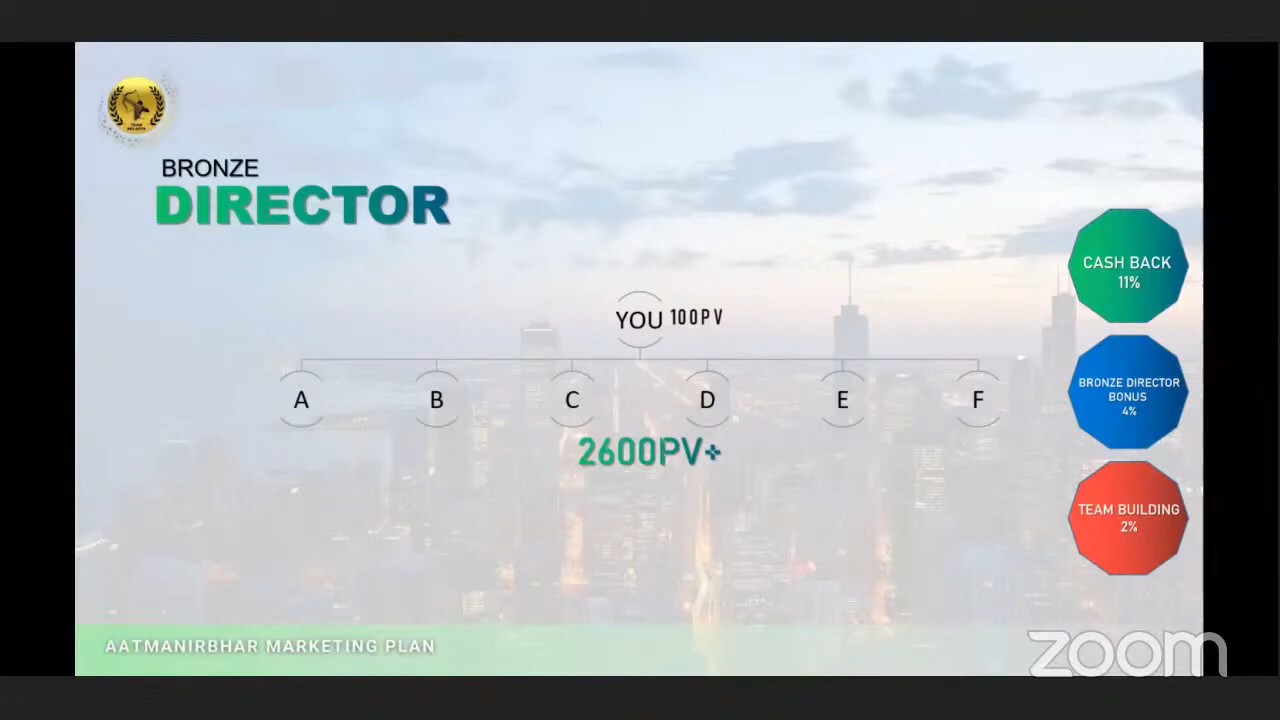 BRONZE
DIRECTOR
CASH BACK
11%
YOU 100PV
BRONZE DIRECTOR
BONUS
4%
A B C D E F
2600PV+
TEAM BUILDING
2%
AATMANIRBHAR MARKETING PLAN
zoom